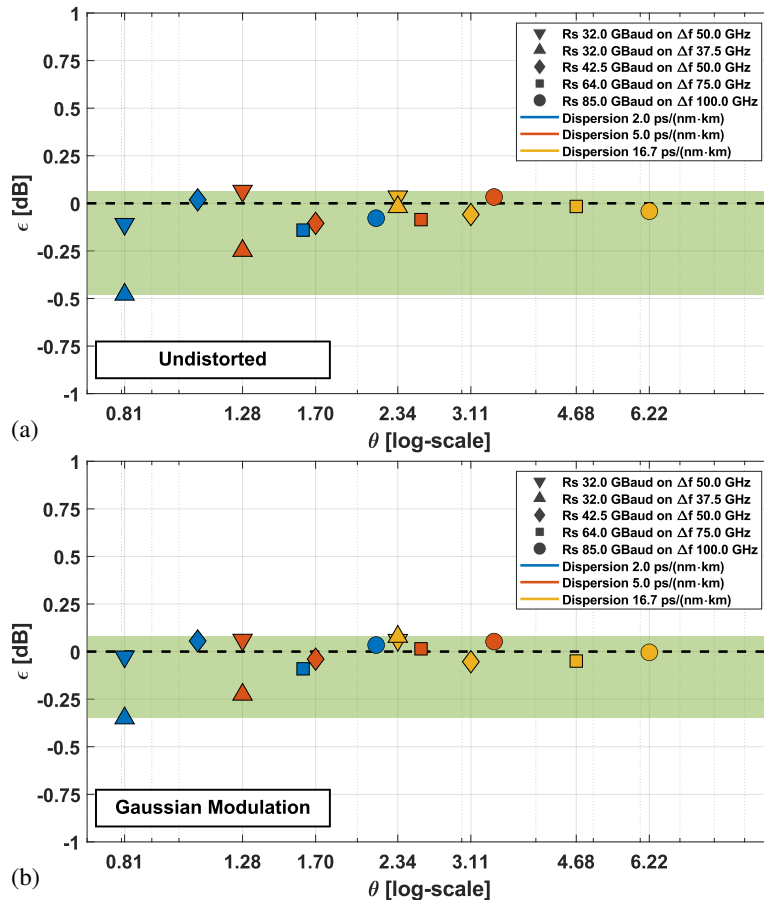 1
0.75
0.5
0.25
0
-0.25
-0.5
-0.75
-1
ϵ [dB]
Rs 32.0 GBaud on Δf 50.0 GHz
Rs 32.0 GBaud on Δf 37.5 GHz
Rs 42.5 GBaud on Δf 50.0 GHz
Rs 64.0 GBaud on Δf 75.0 GHz
Rs 85.0 GBaud on Δf 100.0 GHz
Dispersion 2.0 ps/(nm·km)
Dispersion 5.0 ps/(nm·km)
Dispersion 16.7 ps/(nm·km)
Undistorted
0.81 1.28 1.70 2.34 3.11 4.68 6.22
θ [log-scale]
(a)
1
0.75
0.5
0.25
0
-0.25
-0.5
-0.75
-1
ϵ [dB]
Rs 32.0 GBaud on Δf 50.0 GHz
Rs 32.0 GBaud on Δf 37.5 GHz
Rs 42.5 GBaud on Δf 50.0 GHz
Rs 64.0 GBaud on Δf 75.0 GHz
Rs 85.0 GBaud on Δf 100.0 GHz
Dispersion 2.0 ps/(nm·km)
Dispersion 5.0 ps/(nm·km)
Dispersion 16.7 ps/(nm·km)
Gaussian Modulation
0.81 1.28 1.70 2.34 3.11 4.68 6.22
θ [log-scale]
(b)